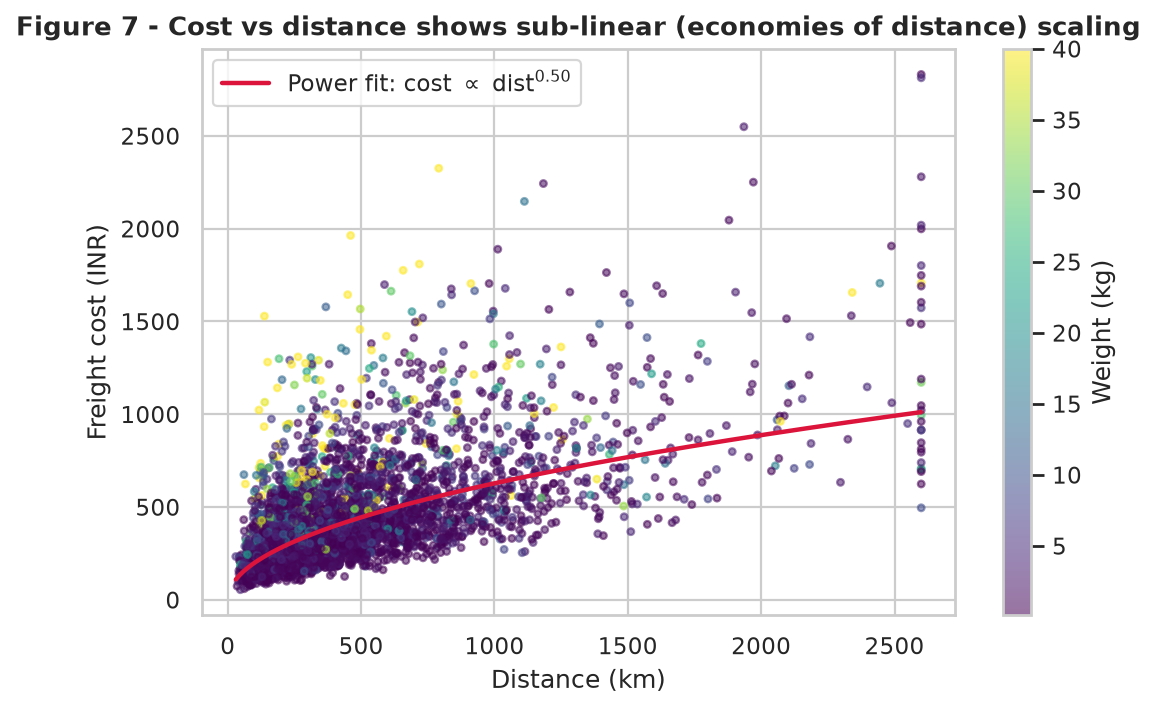 Figure 7 - Cost vs distance shows sub-linear (economies of distance) scaling
Power fit: cost ∝ dist^0.50
Freight cost (INR)
2500
2000
1500
1000
500
0
0 500 1000 1500 2000 2500
Distance (km)
40
35
30
25
20
15
10
5
Weight (kg)